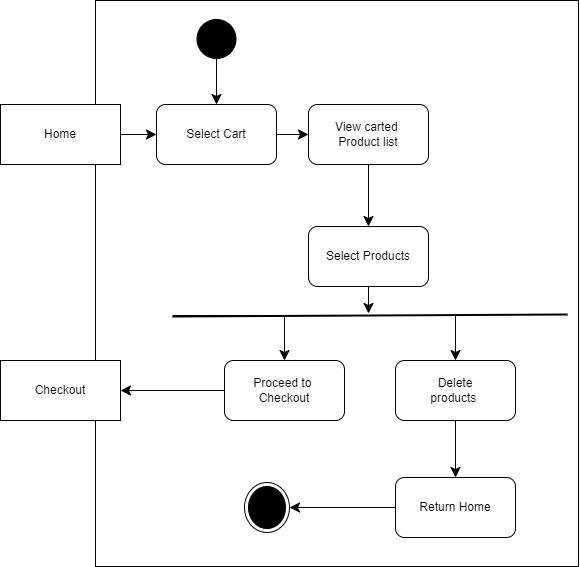 Home
Select Cart
View carted
Product list
Select Products
Checkout
Proceed to
Checkout
Delete
products
Return Home